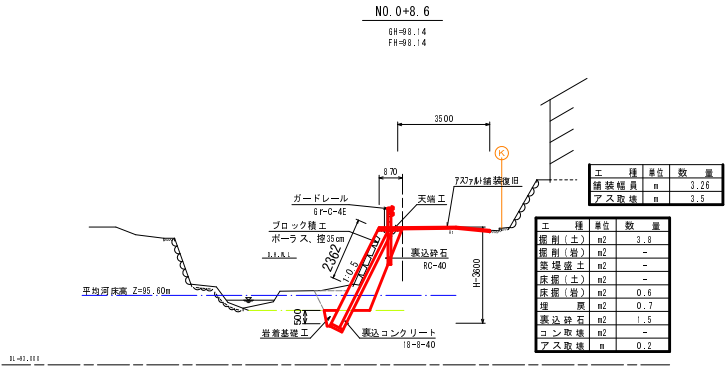 NO.0+8.6
GH=98.14
FH=98.14
3500
K
870
アスファルト舗装復旧
ガードレール
Gr-C-4E
天端工
ブロック積工
ポーラス、控35cm
2362
1:0.5
裏込砕石
RC-40
H=3600
平均河床高 Z=95.60m
500
岩着基礎工
裏込コンクリート
18-8-40
DL=93.000
工 種 単位 数 量
舗装幅員 m 3.26
アス取壊 m 3.5
工 種 単位 数 量
掘削(土) m2 3.8
掘削(岩) m2 -
築堤盛土 m2 -
床掘(土) m2 -
床掘(岩) m2 0.6
埋 戻 m2 0.7
裏込砕石 m2 1.5
コン取壊 m2 -
アス取壊 m 0.2